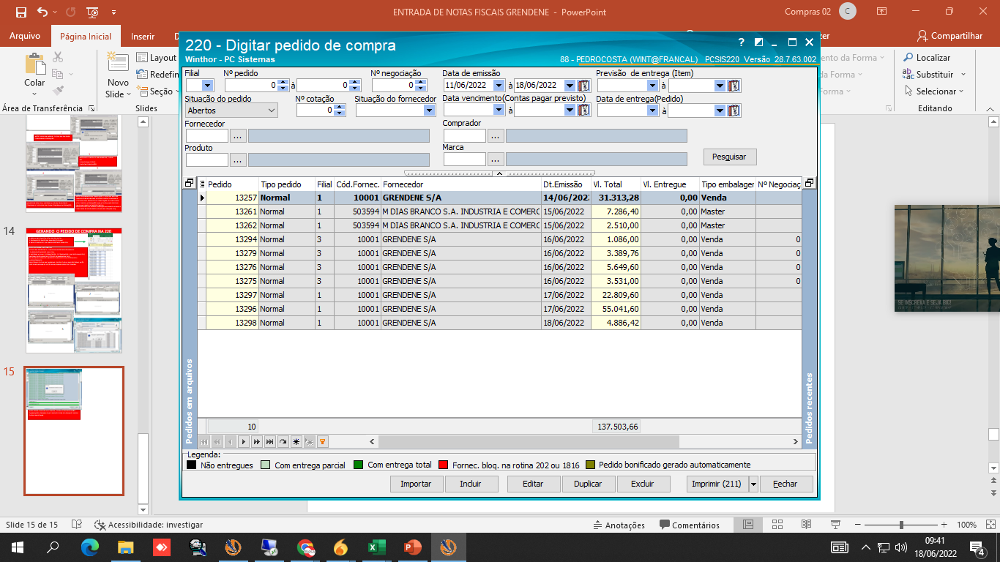 ENTRADA DE NOTAS FISCAIS GRENDENE - PowerPoint
Compras 02
C
Arquivo
Página Inicial
Inserir
Compartilhar
Colar
Área de Transferência
Novo
Slide
Layout
Redefin
Seção
Slides
Localizar
Substituir
Selecionar
Editando
220 - Digitar pedido de compra
Winthor - PC Sistemas
88 - PEDROCOSTA (WINT@FRANCAL) PCSIS220 Versão 28.7.63.002
Filial
Nº pedido
Nº negociação
Data de emissão
Previsão de entrega (Item)
0 à 0
0
11/06/2022 à 18/06/2022
à
Situação do pedido
Nº cotação
Situação do fornecedor
Data vencimento(Contas pagar previsto)
Data de entrega(Pedido)
Abertos
0
à
à
Fornecedor
Comprador
...
...
Produto
Marca
...
...
Pesguisar
Pedido Tipo pedido Filial Cód.Fornec. Fornecedor Dt.Emissão Vl. Total Vl. Entregue Tipo embalager Nº Negociaç
13257 Normal 1 10001 GRENDENE S/A 14/06/2022 31.313,28 0,00 Venda
13261 Normal 1 503594 M DIAS BRANCO S.A. INDUSTRIA E COMERC 15/06/2022 7.286,40 0,00 Master
13262 Normal 1 503594 M DIAS BRANCO S.A. INDUSTRIA E COMERC 15/06/2022 2.510,00 0,00 Master
13294 Normal 3 10001 GRENDENE S/A 16/06/2022 1.086,00 0,00 Venda 0
13279 Normal 3 10001 GRENDENE S/A 16/06/2022 3.389,76 0,00 Venda 0
13276 Normal 3 10001 GRENDENE S/A 16/06/2022 5.649,60 0,00 Venda 0
13275 Normal 3 10001 GRENDENE S/A 16/06/2022 3.531,00 0,00 Venda 0
13297 Normal 1 10001 GRENDENE S/A 17/06/2022 22.809,60 0,00 Venda
13296 Normal 1 10001 GRENDENE S/A 17/06/2022 55.041,60 0,00 Venda
13298 Normal 1 10001 GRENDENE S/A 18/06/2022 4.886,42 0,00 Venda
10
137.503,66
Pedidos em arquivos
Pedidos recentes
Legenda:
Não entregues Com entrega parcial Com entrega total Fornec. bloq. na rotina 202 ou 1816 Pedido bonificado gerado automaticamente
Importar Incluir Editar Duplicar Excluir Imprimir (211) Fechar
14
GERANDO O PEDIDO DE COMPRA NA 220
15
SE INSCREVA E SEJA BIG!
Slide 15 de 15
Acessibilidade: investigar
Anotações
Comentários
100%
09:41
18/06/2022
4